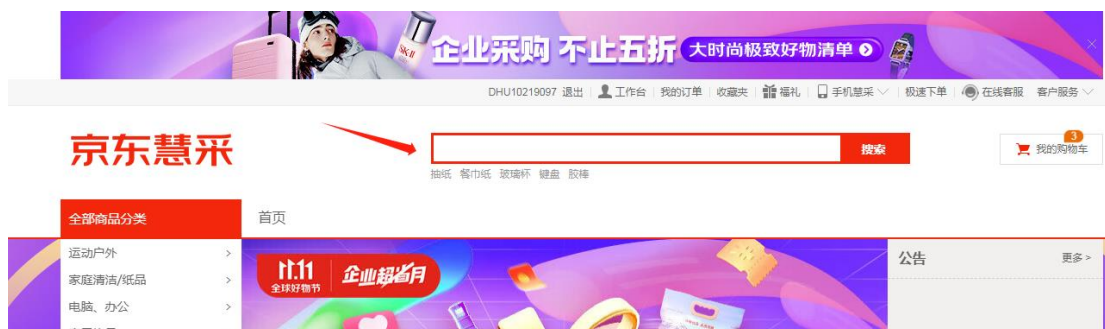 SK-II
企业采购 不止五折 大时尚极致好物清单
DHU10219097 退出 工作台 我的订单 收藏夹 福礼 手机慧采 极速下单 在线客服 客户服务
京东慧采
搜索
3
我的购物车
抽纸 餐巾纸 玻璃杯 键盘 胶棒
全部商品分类 首页
运动户外 >
家庭清洁/纸品 >
电脑、办公 >
11.11
全球好物节
企业超省月
公告 更多 >